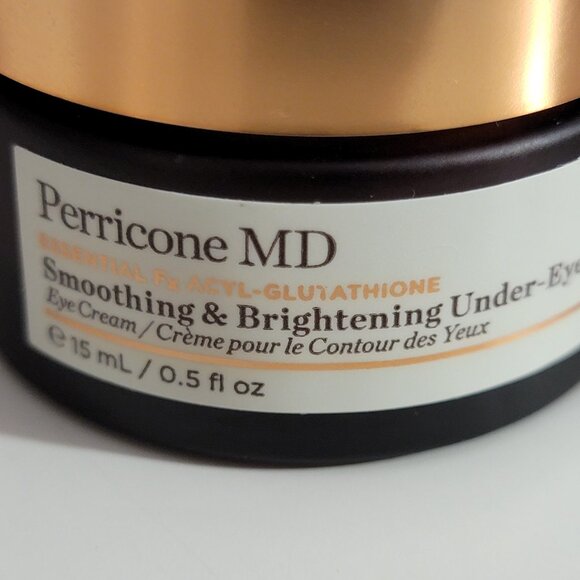 Perricone MD
ESSENTIAL Fx ACYL-GLUTATHIONE
Smoothing & Brightening Under-Eye
Eye Cream / Crème pour le Contour des Yeux
℮ 15 mL / 0.5 fl oz